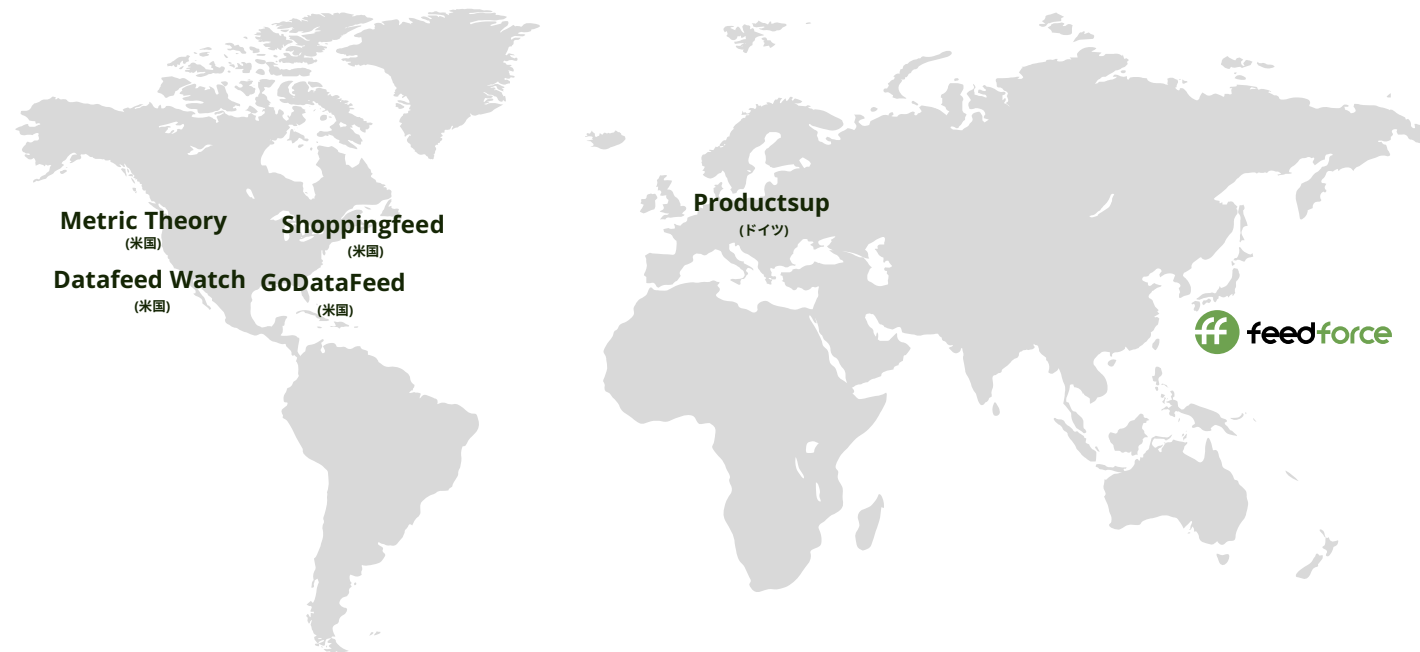 Metric Theory
(米国)
Shoppingfeed
(米国)
Datafeed Watch
(米国)
GoDataFeed
(米国)
Productsup
(ドイツ)
ff feedforce